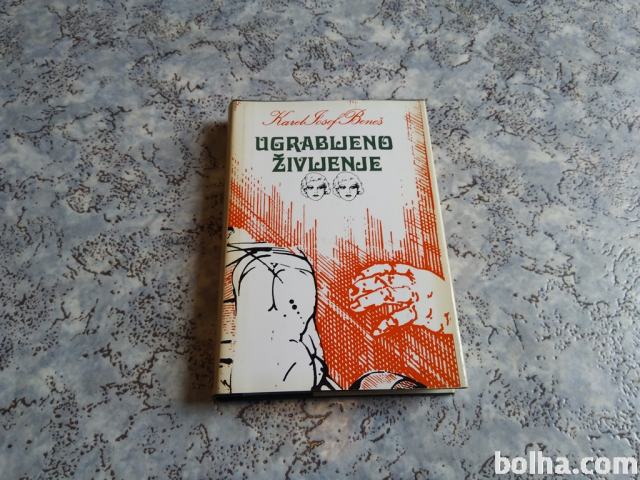 Karel Josef Beneš
UGRABLJENO
ŽIVLJENJE
bolha.com